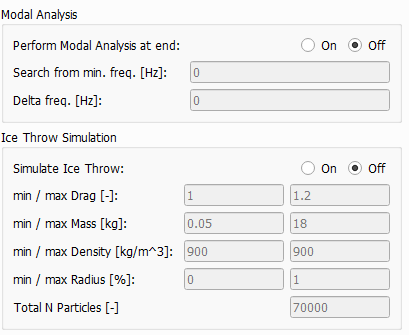 Modal Analysis
Perform Modal Analysis at end: On Off
Search from min. freq. [Hz]: 0
Delta freq. [Hz]: 0
Ice Throw Simulation
Simulate Ice Throw: On Off
min / max Drag [-]: 1 1.2
min / max Mass [kg]: 0.05 18
min / max Density [kg/m^3]: 900 900
min / max Radius [%]: 0 1
Total N Particles [-] 70000